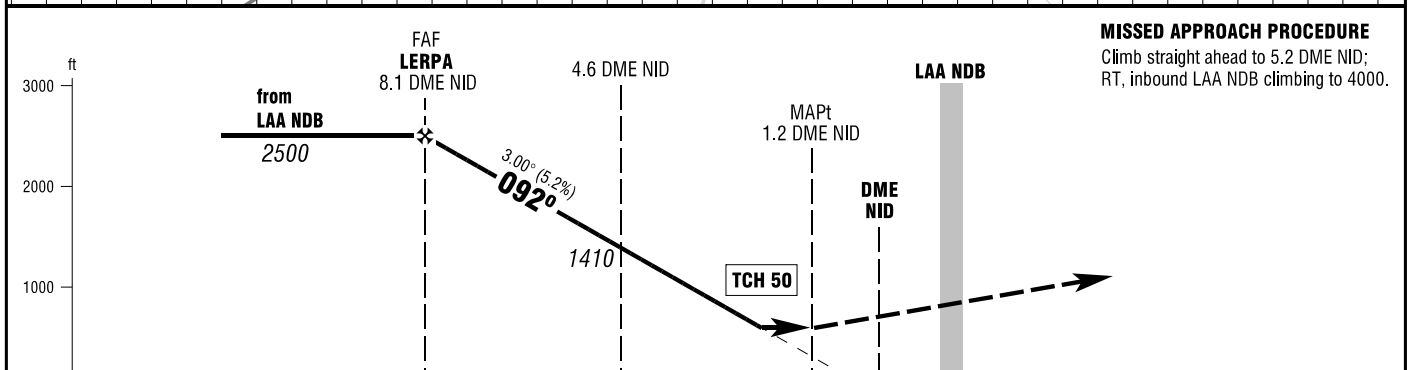 MISSED APPROACH PROCEDURE
Climb straight ahead to 5.2 DME NID;
RT, inbound LAA NDB climbing to 4000.
ft
3000
2000
1000
from
LAA NDB
2500
FAF
LERPA
8.1 DME NID
3.00° (5.2%)
092°
4.6 DME NID
1410
TCH 50
MAPt
1.2 DME NID
DME
NID
LAA NDB